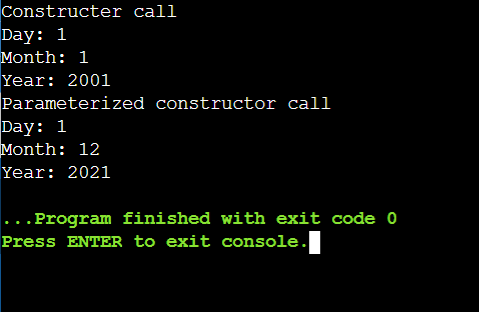 Constructer call
Day: 1
Month: 1
Year: 2001
Parameterized constructor call
Day: 1
Month: 12
Year: 2021
...Program finished with exit code 0
Press ENTER to exit console.